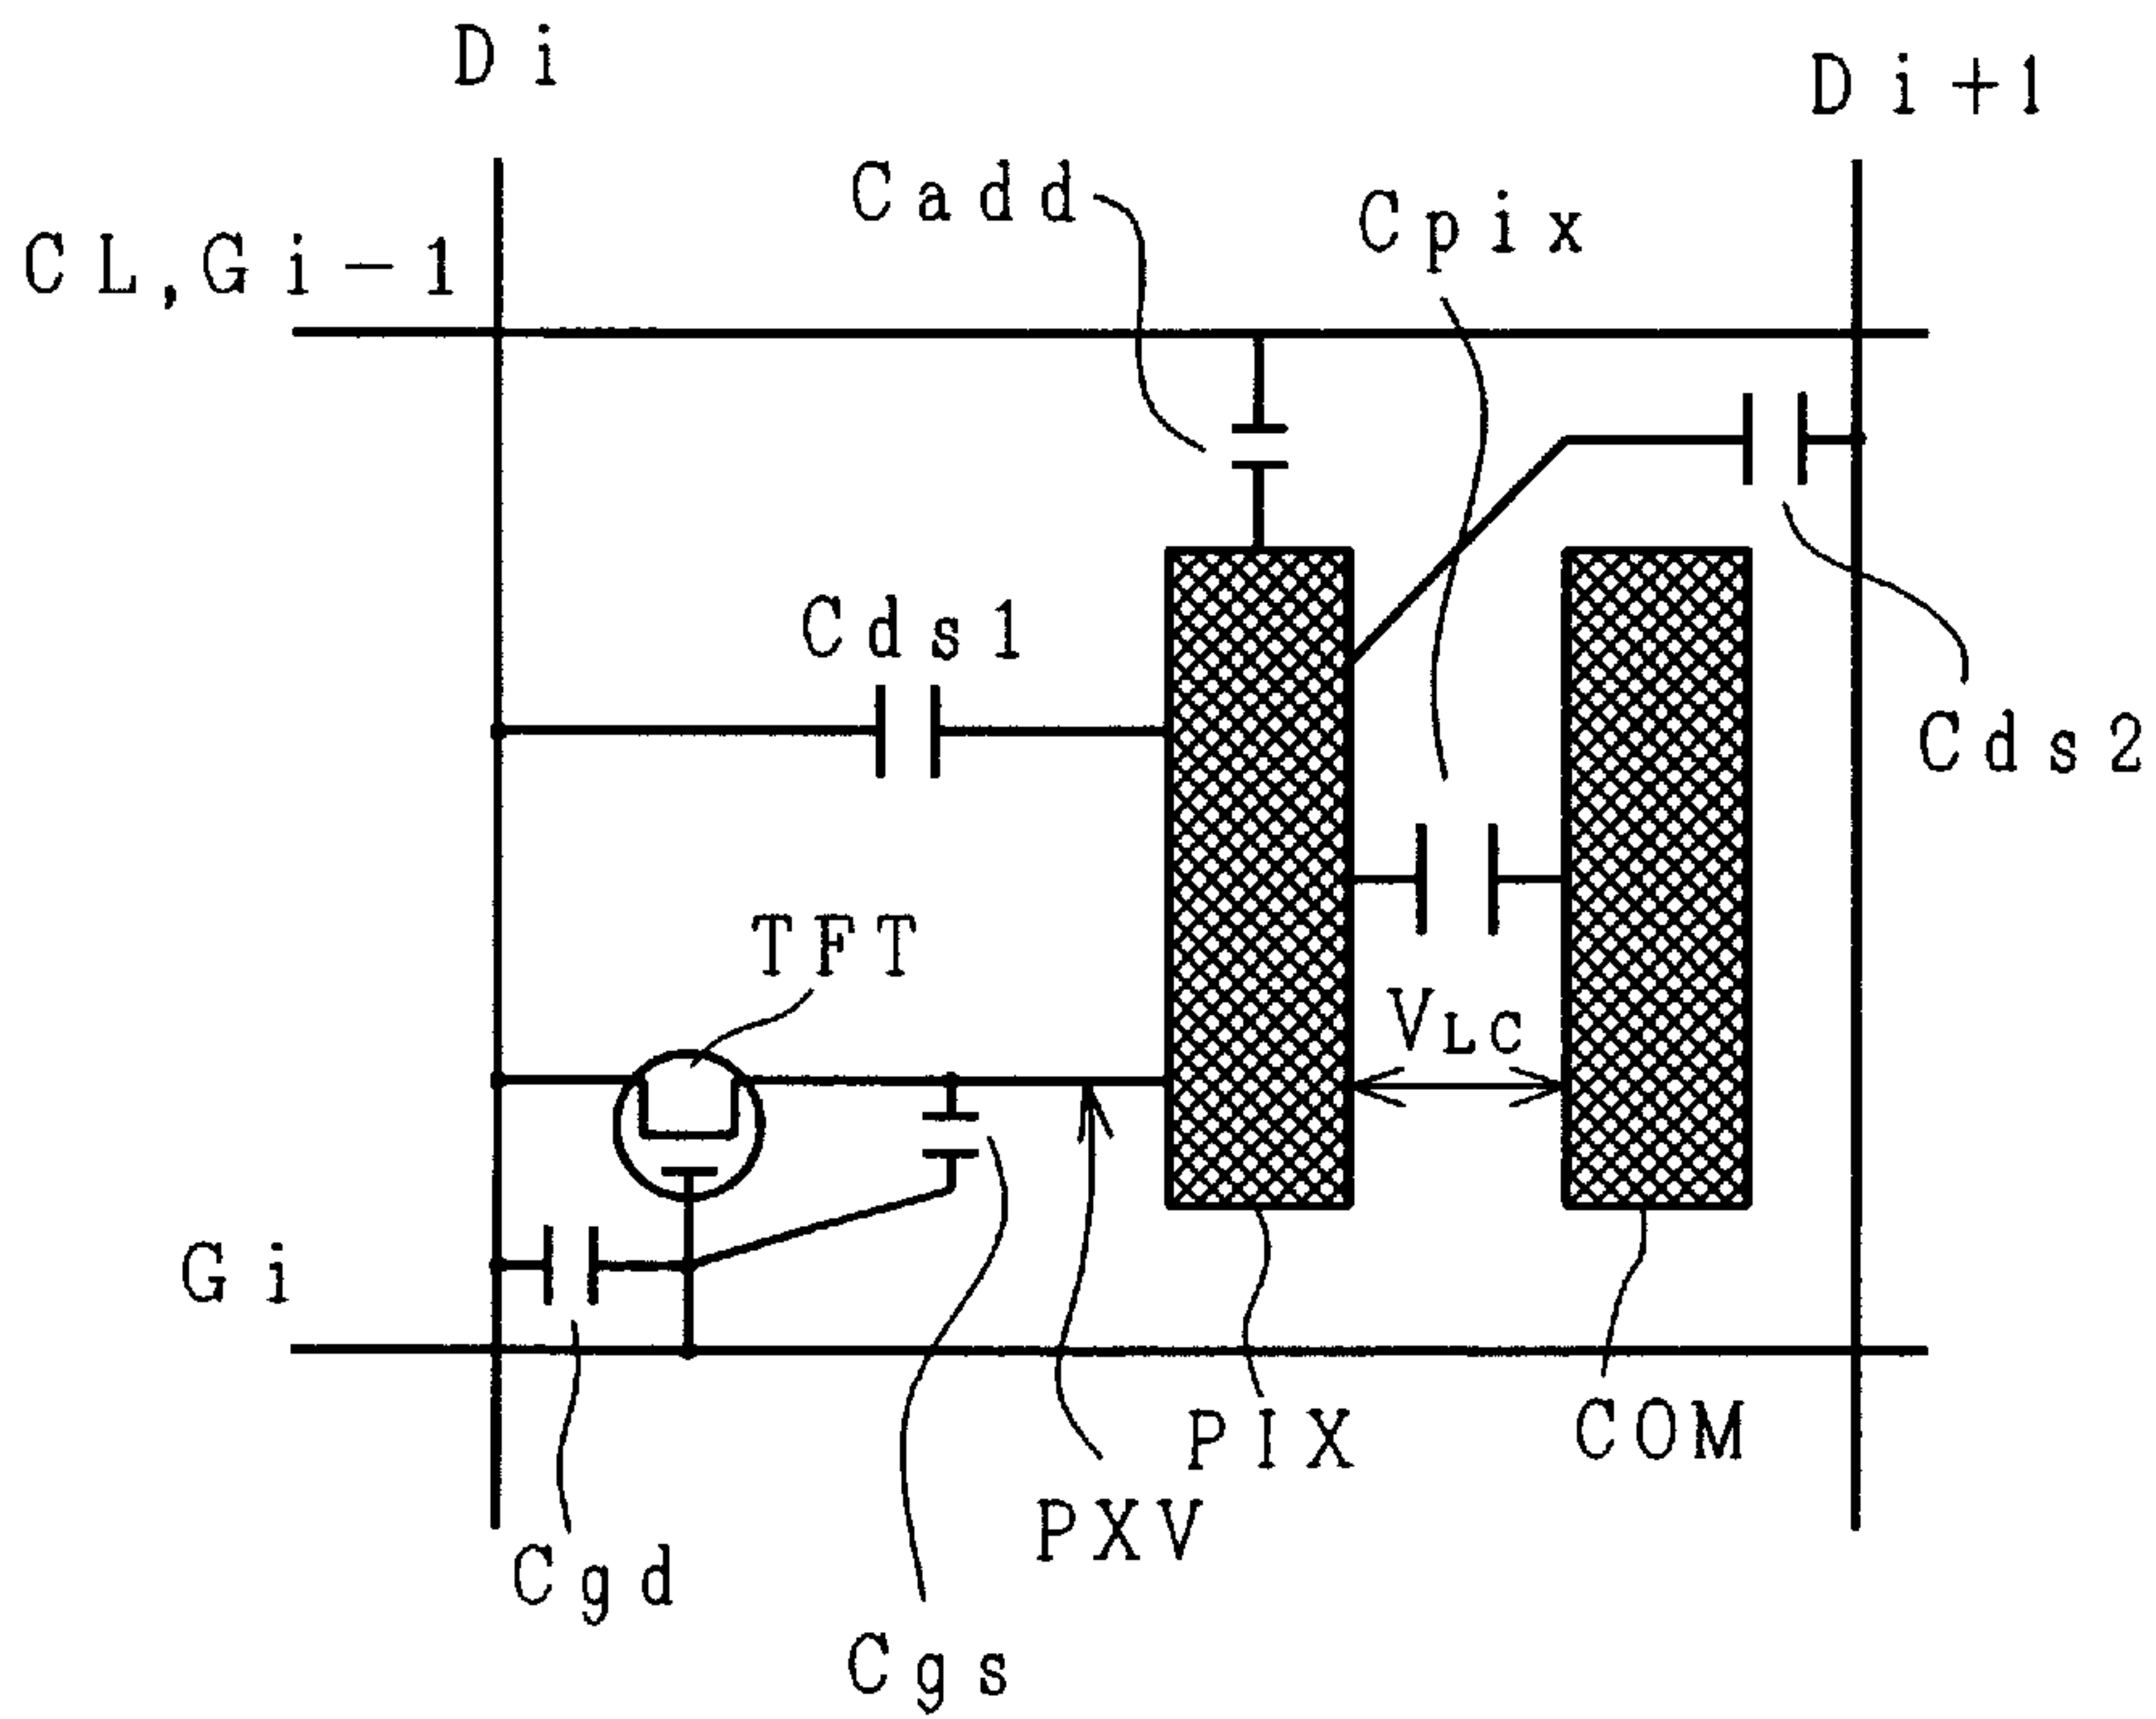 Di
Di+1
Cadd
Cpix
CL,Gi-1
Cds1
Cds2
TFT
VLC
Gi
PIX
COM
PXV
Cgd
Cgs